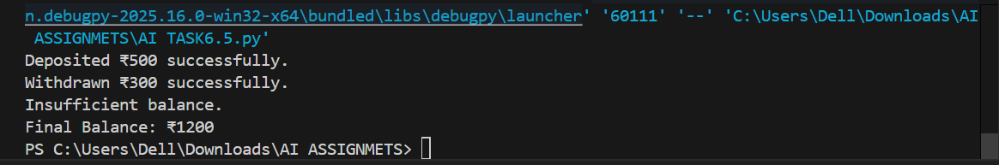 n.debugpy-2025.16.0-win32-x64\bundled\libs\debugpy\launcher' '60111' '--' 'C:\Users\Dell\Downloads\AI
ASSIGNMETS\AI TASK6.5.py'
Deposited ₹500 successfully.
Withdrawn ₹300 successfully.
Insufficient balance.
Final Balance: ₹1200
PS C:\Users\Dell\Downloads\AI ASSIGNMETS>